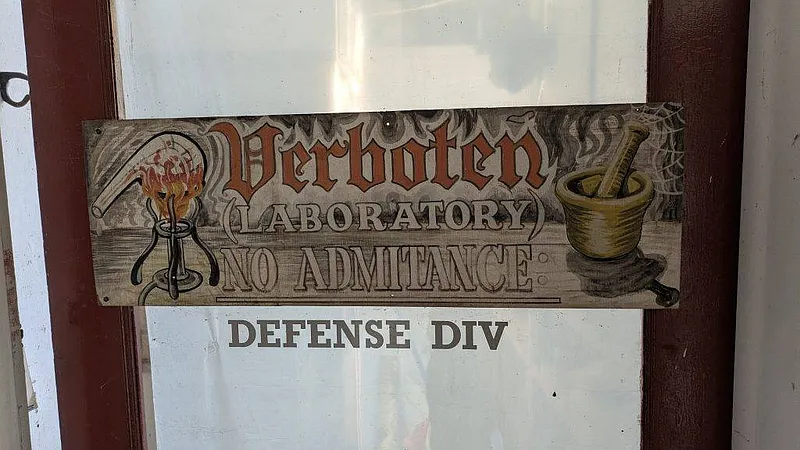 Verboten
(LABORATORY)
NO ADMITANCE:
DEFENSE DIV